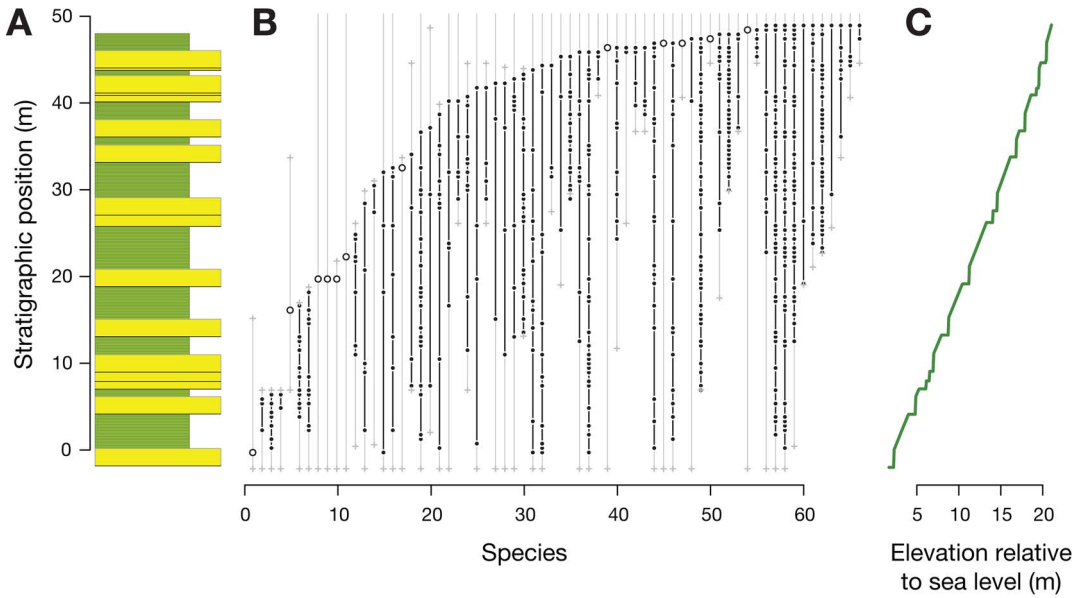 A
B
C
Stratigraphic position (m)
50
40
30
20
10
0
0 10 20 30 40 50 60
Species
5 10 15 20
Elevation relative
to sea level (m)